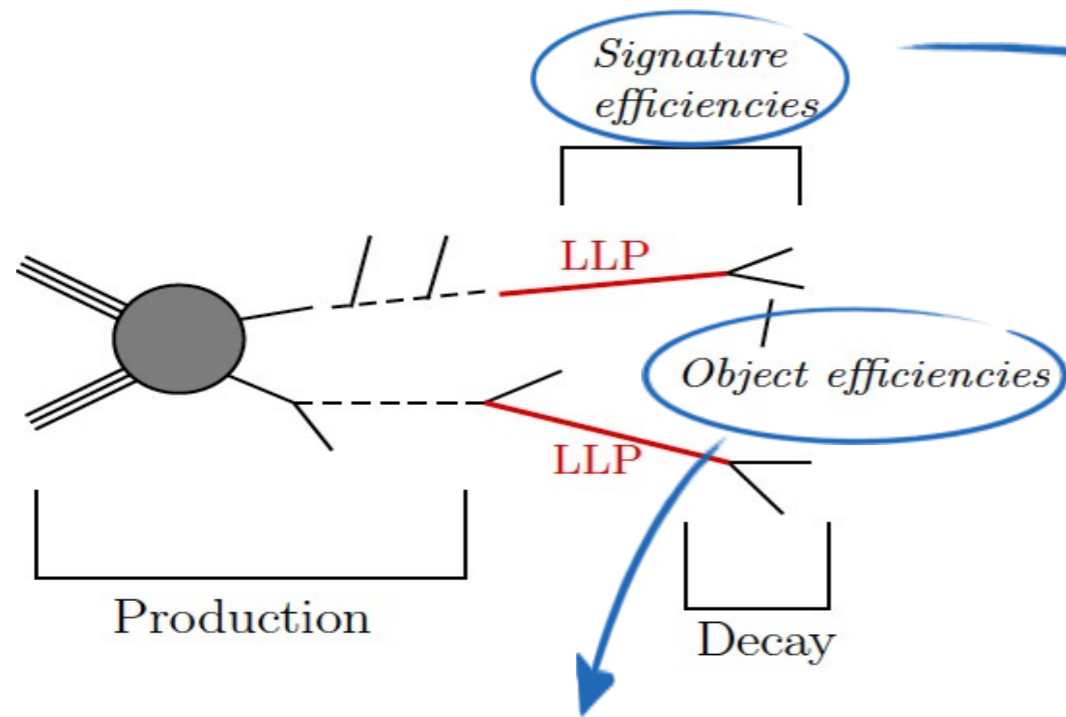 Signature
efficiencies
LLP
Object efficiencies
LLP
Production
Decay